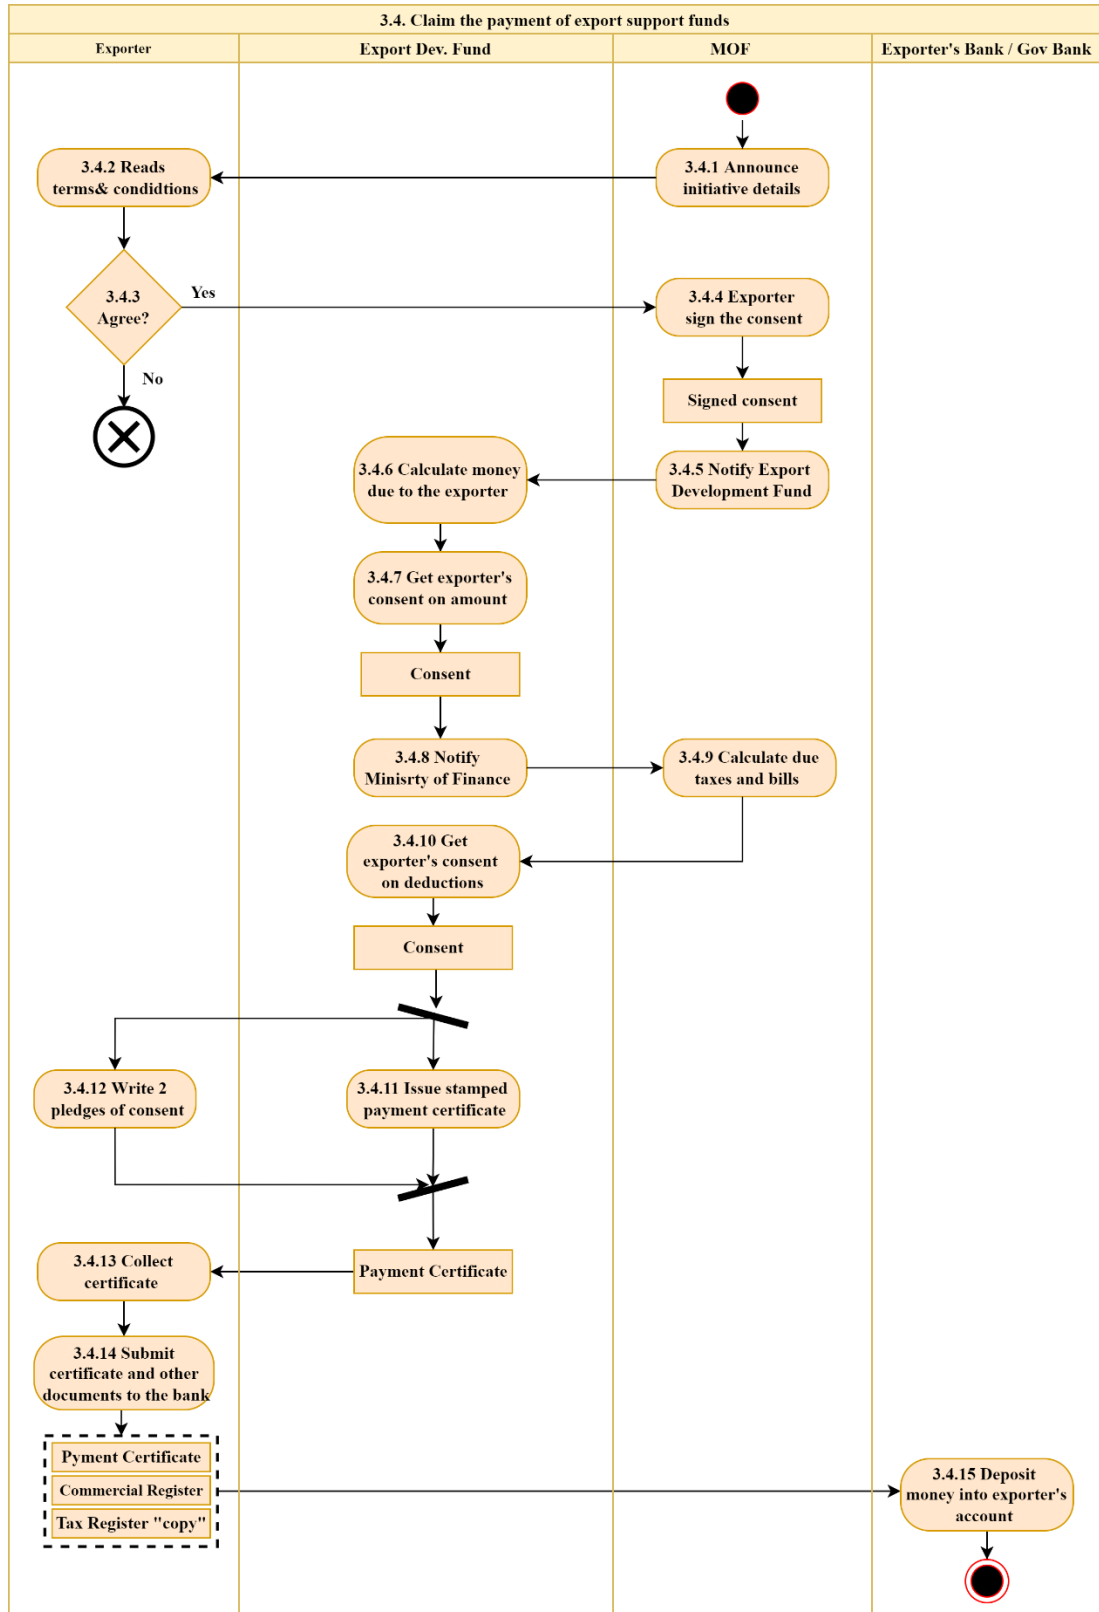 3.4. Claim the payment of export support funds
Exporter
Export Dev. Fund
MOF
Exporter's Bank / Gov Bank
3.4.1 Announce
initiative details
3.4.2 Reads
terms& condidtions
3.4.3
Agree?
Yes
No
3.4.4 Exporter
sign the consent
Signed consent
3.4.5 Notify Export
Development Fund
3.4.6 Calculate money
due to the exporter
3.4.7 Get exporter's
consent on amount
Consent
3.4.8 Notify
Minisrty of Finance
3.4.9 Calculate due
taxes and bills
3.4.10 Get
exporter's consent
on deductions
Consent
3.4.12 Write 2
pledges of consent
3.4.11 Issue stamped
payment certificate
Payment Certificate
3.4.13 Collect
certificate
3.4.14 Submit
certificate and other
documents to the bank
Pyment Certificate
Commercial Register
Tax Register "copy"
3.4.15 Deposit
money into exporter's
account